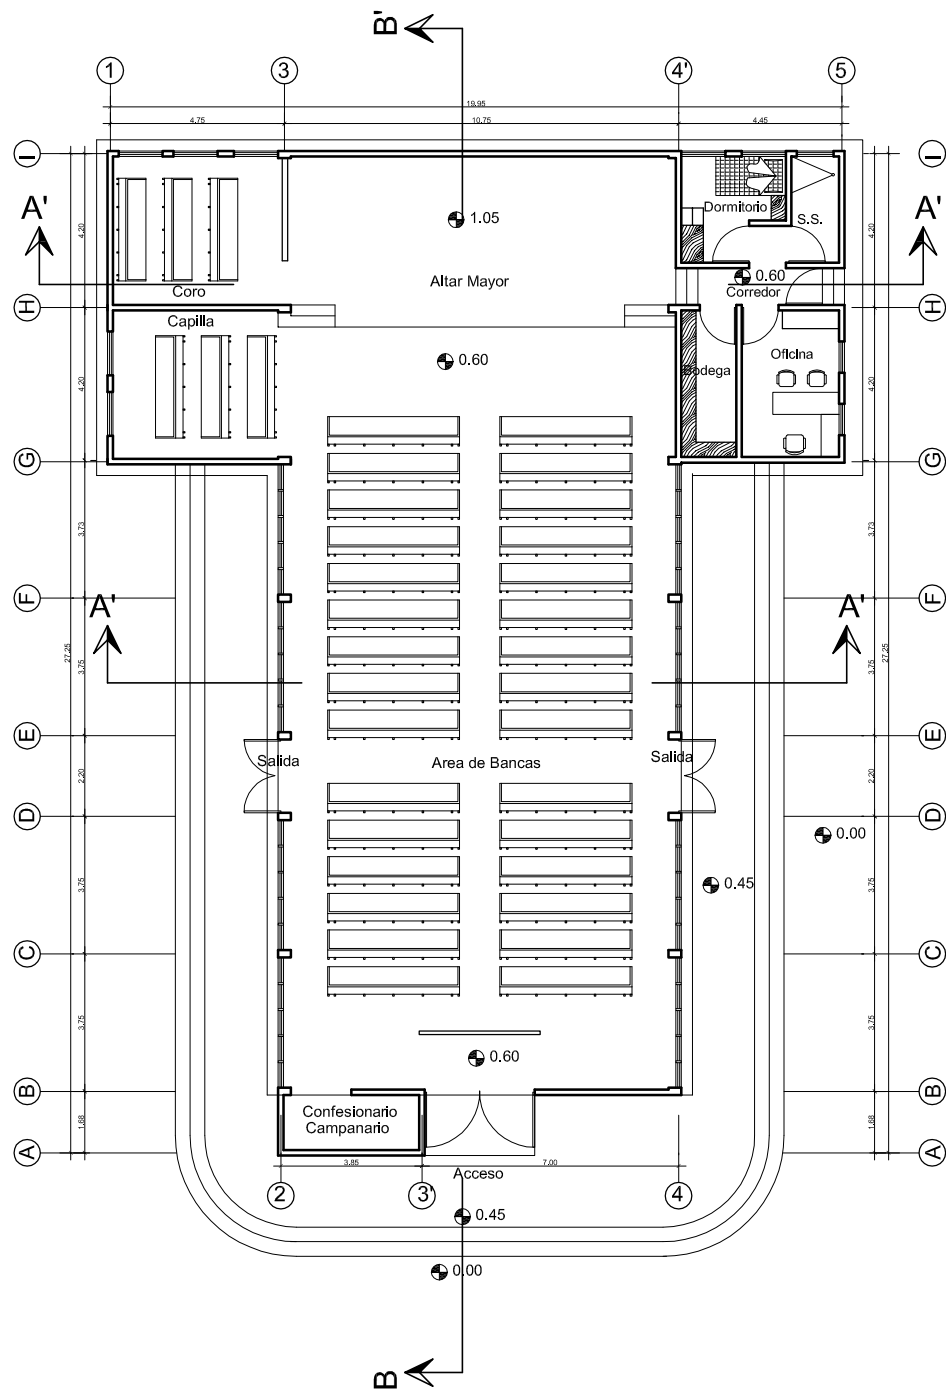 B'
1
3
4'
5
19.95
4.75
10.75
4.45
I
I
A'
A'
Dormitorio
S.S.
1.05
4.20
4.20
Altar Mayor
0.60
Coro
Corredor
H
H
Capilla
0.60
Oficina
Bodega
4.20
4.20
G
G
3.73
3.73
F
F
A'
A'
27.25
3.75
3.75
27.25
E
E
Salida
Area de Bancas
Salida
2.20
2.20
D
D
0.00
0.45
3.75
3.75
C
C
3.75
3.75
0.60
B
B
Confesionario
Campanario
1.68
1.68
A
A
3.85
7.00
Acceso
2
3'
4
0.45
0.00
B